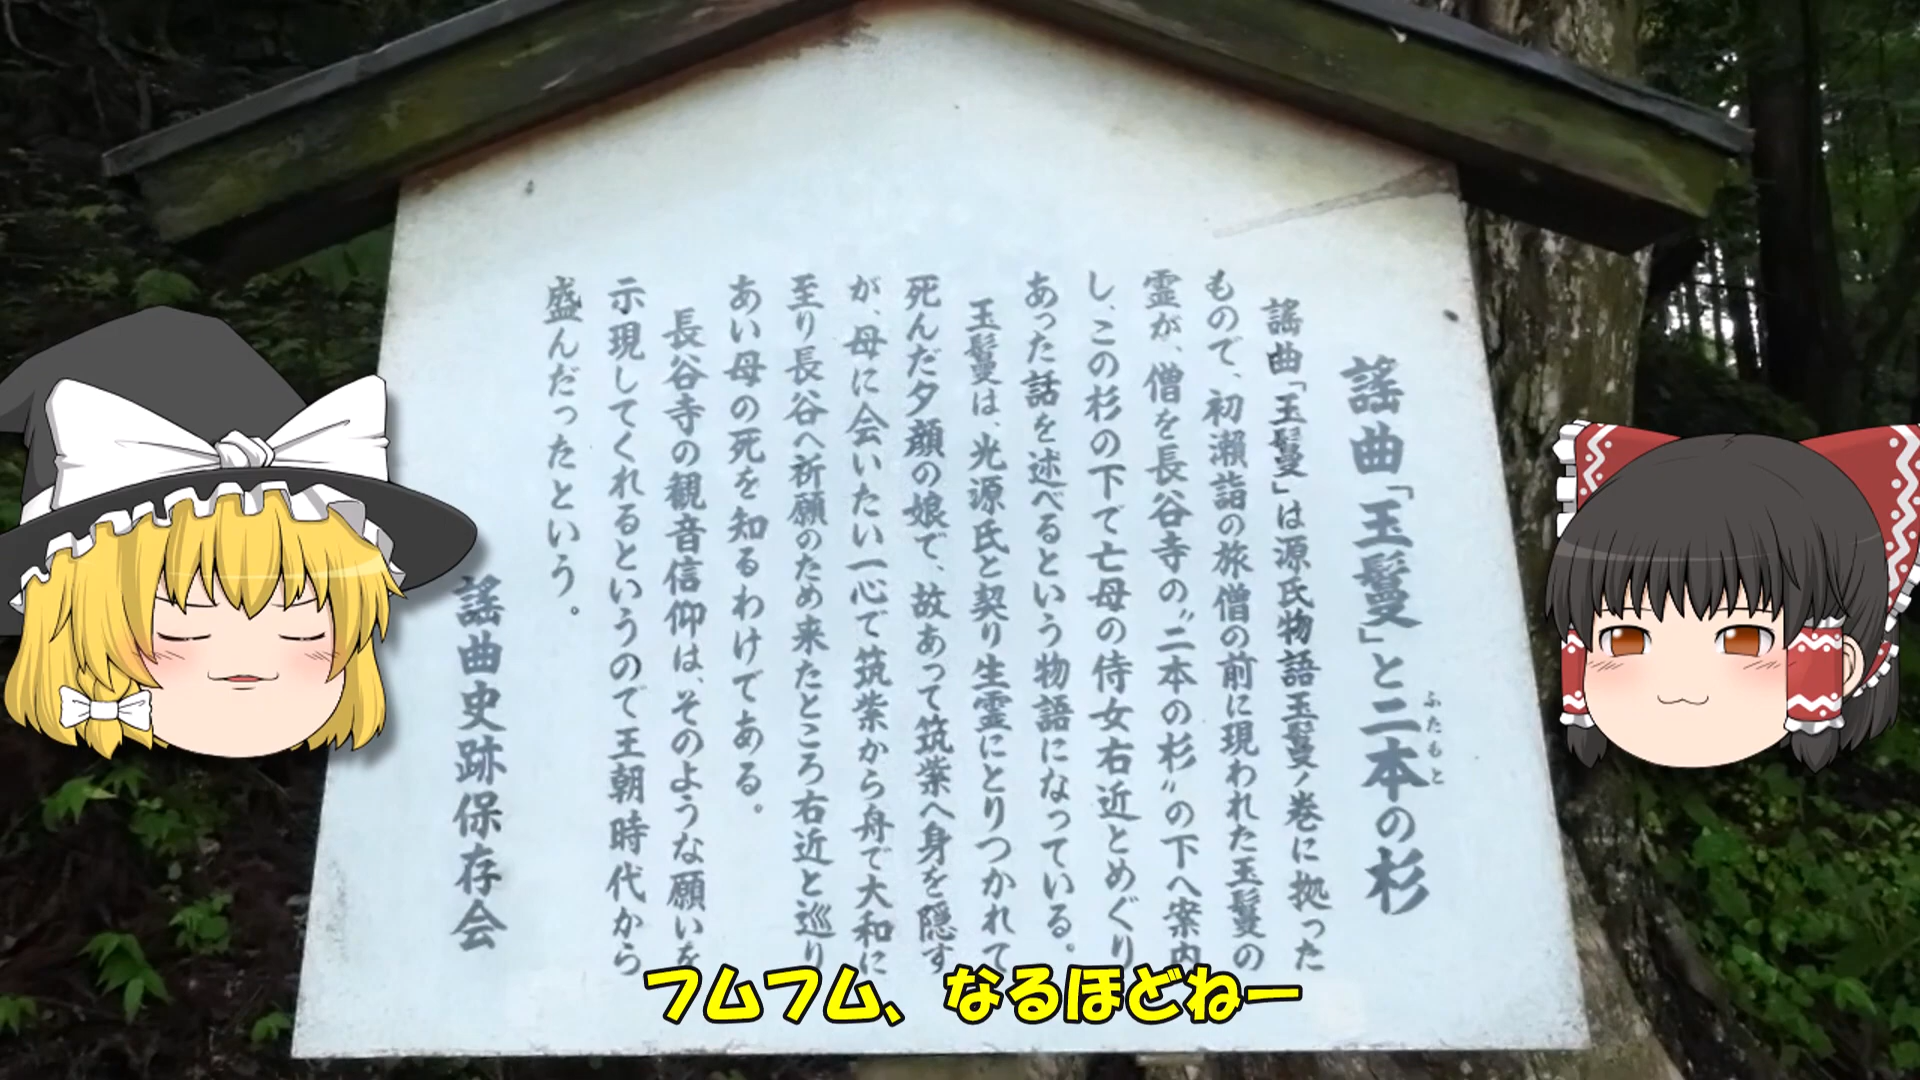 謡曲「玉鬘」と二本の杉
ふたもと
謡曲「玉鬘」は源氏物語玉鬘ノ巻に拠った
もので、初瀬詣の旅僧の前に現われた玉鬘の
霊が、僧を長谷寺の〝二本の杉〟の下へ案内
し、この杉の下で亡母の侍女右近とめぐり
あった話を述べるという物語になっている。
玉鬘は、光源氏と契り生霊にとりつかれて
死んだ夕顔の娘で、故あって筑紫へ身を隠す
が、母に会いたい一心で筑紫から舟で大和に
至り長谷へ祈願のため来たところ右近と巡り
あい母の死を知るわけである。
長谷寺の観音信仰は、そのような願いを
示現してくれるというので王朝時代から
盛んだったという。
謡曲史跡保存会
フムフム、なるほどねー